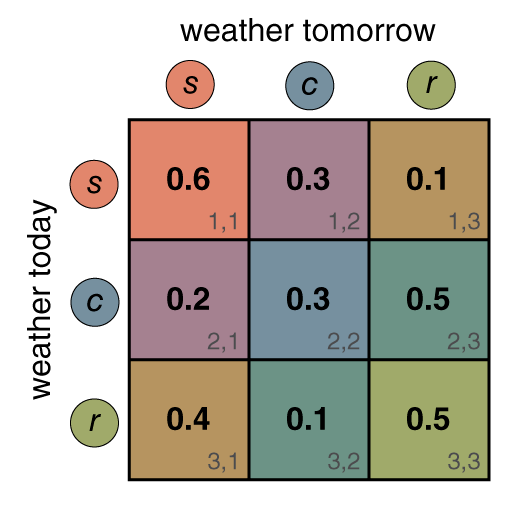 weather tomorrow
s c r
weather today
s 0.6 0.3 0.1
1,1 1,2 1,3
c 0.2 0.3 0.5
2,1 2,2 2,3
r 0.4 0.1 0.5
3,1 3,2 3,3